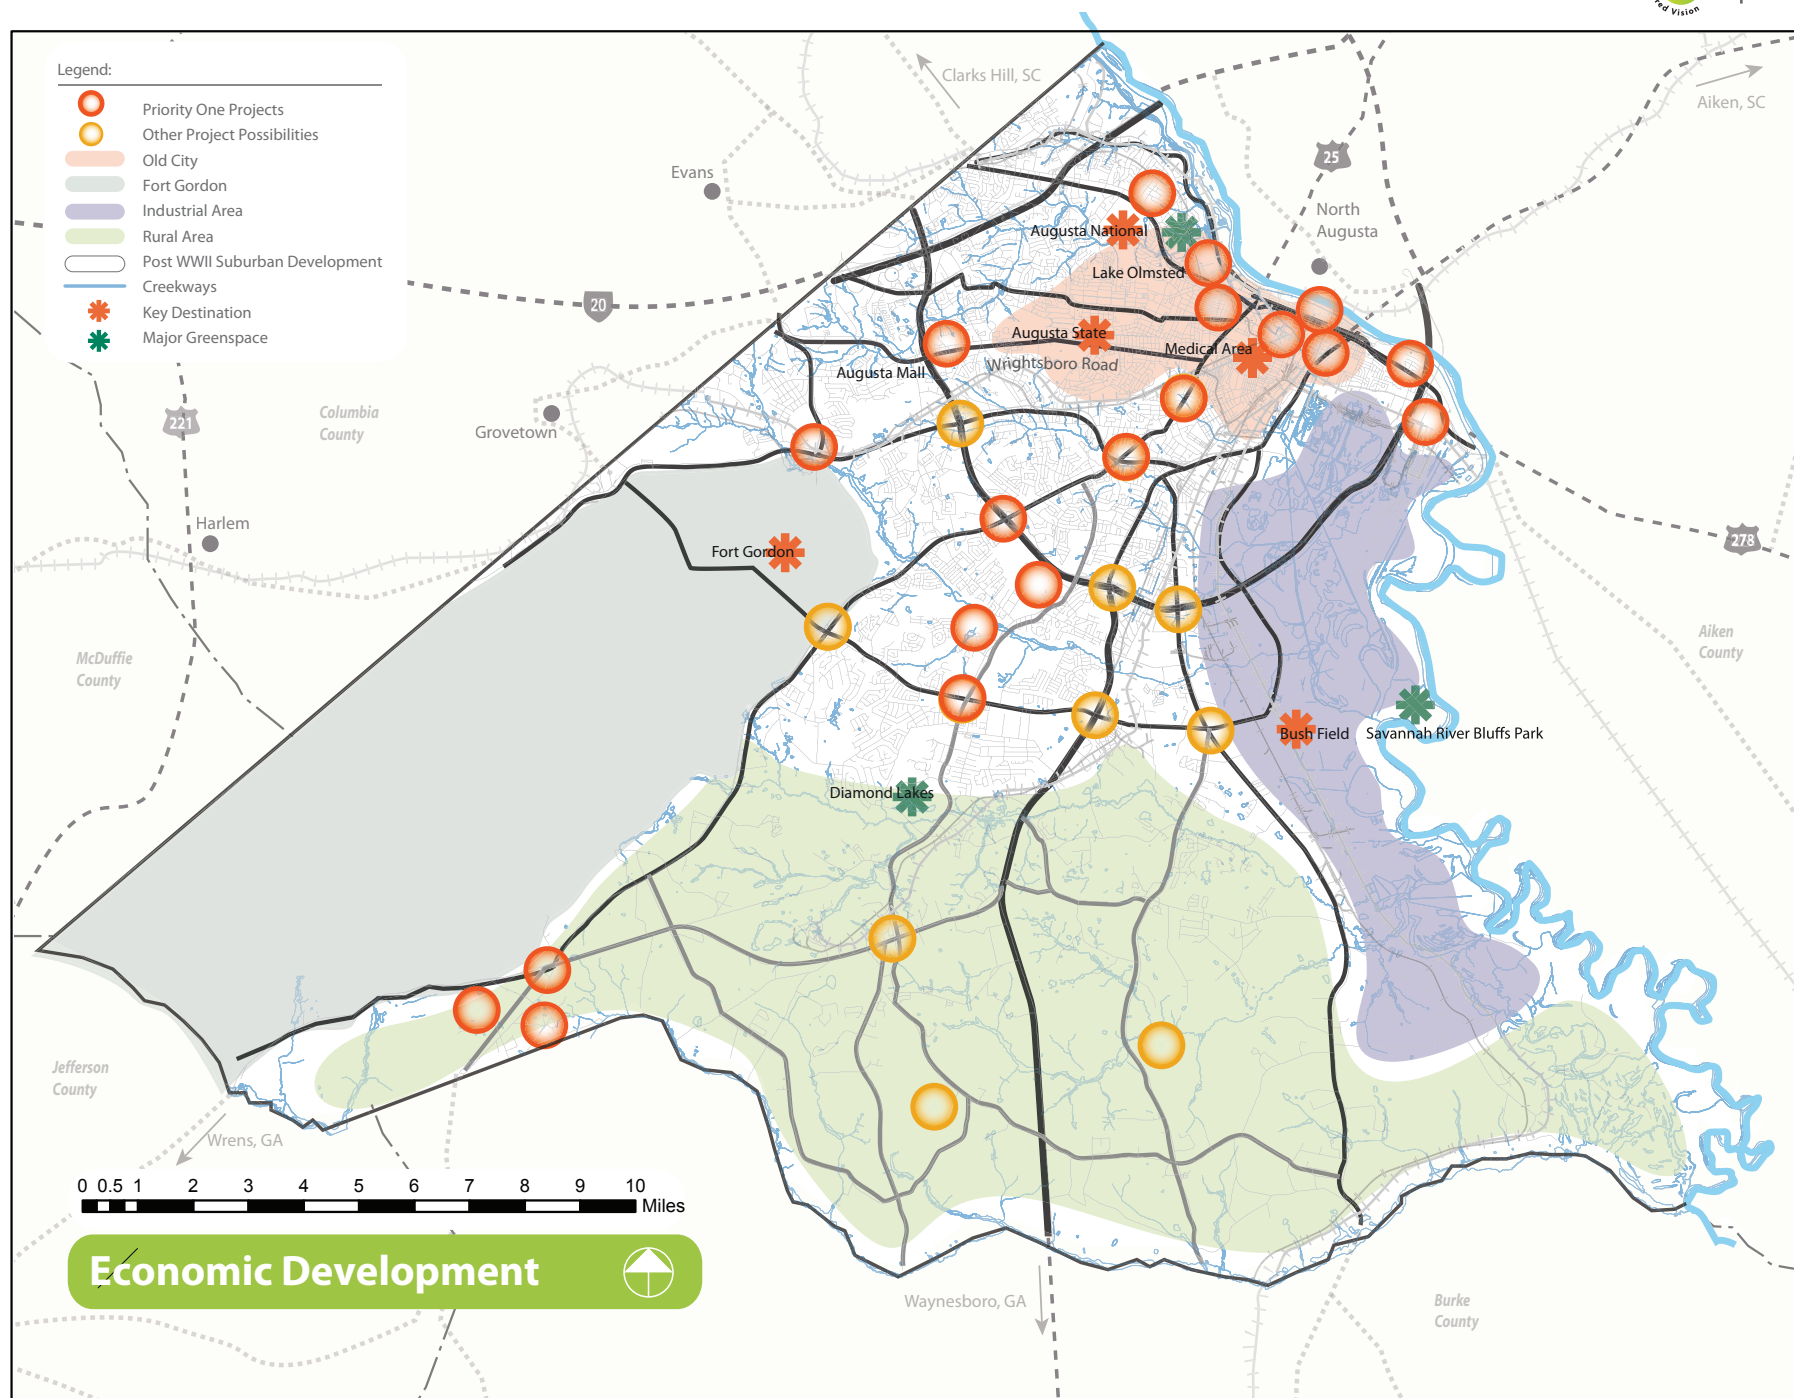 red Vision
Legend:
Priority One Projects
Other Project Possibilities
Old City
Fort Gordon
Industrial Area
Rural Area
Post WWII Suburban Development
Creekways
Key Destination
Major Greenspace
Clarks Hill, SC
Aiken, SC
25
Evans
North
Augusta
Augusta National
Lake Olmsted
20
Augusta State
Medical Area
Wrightsboro Road
Augusta Mall
221
Columbia
County
Grovetown
Harlem
278
Fort Gordon
McDuffie
County
Aiken
County
Bush Field
Savannah River Bluffs Park
Diamond Lakes
Jefferson
County
Wrens, GA
0 0.5 1 2 3 4 5 6 7 8 9 10
Miles
Economic Development
Waynesboro, GA
Burke
County